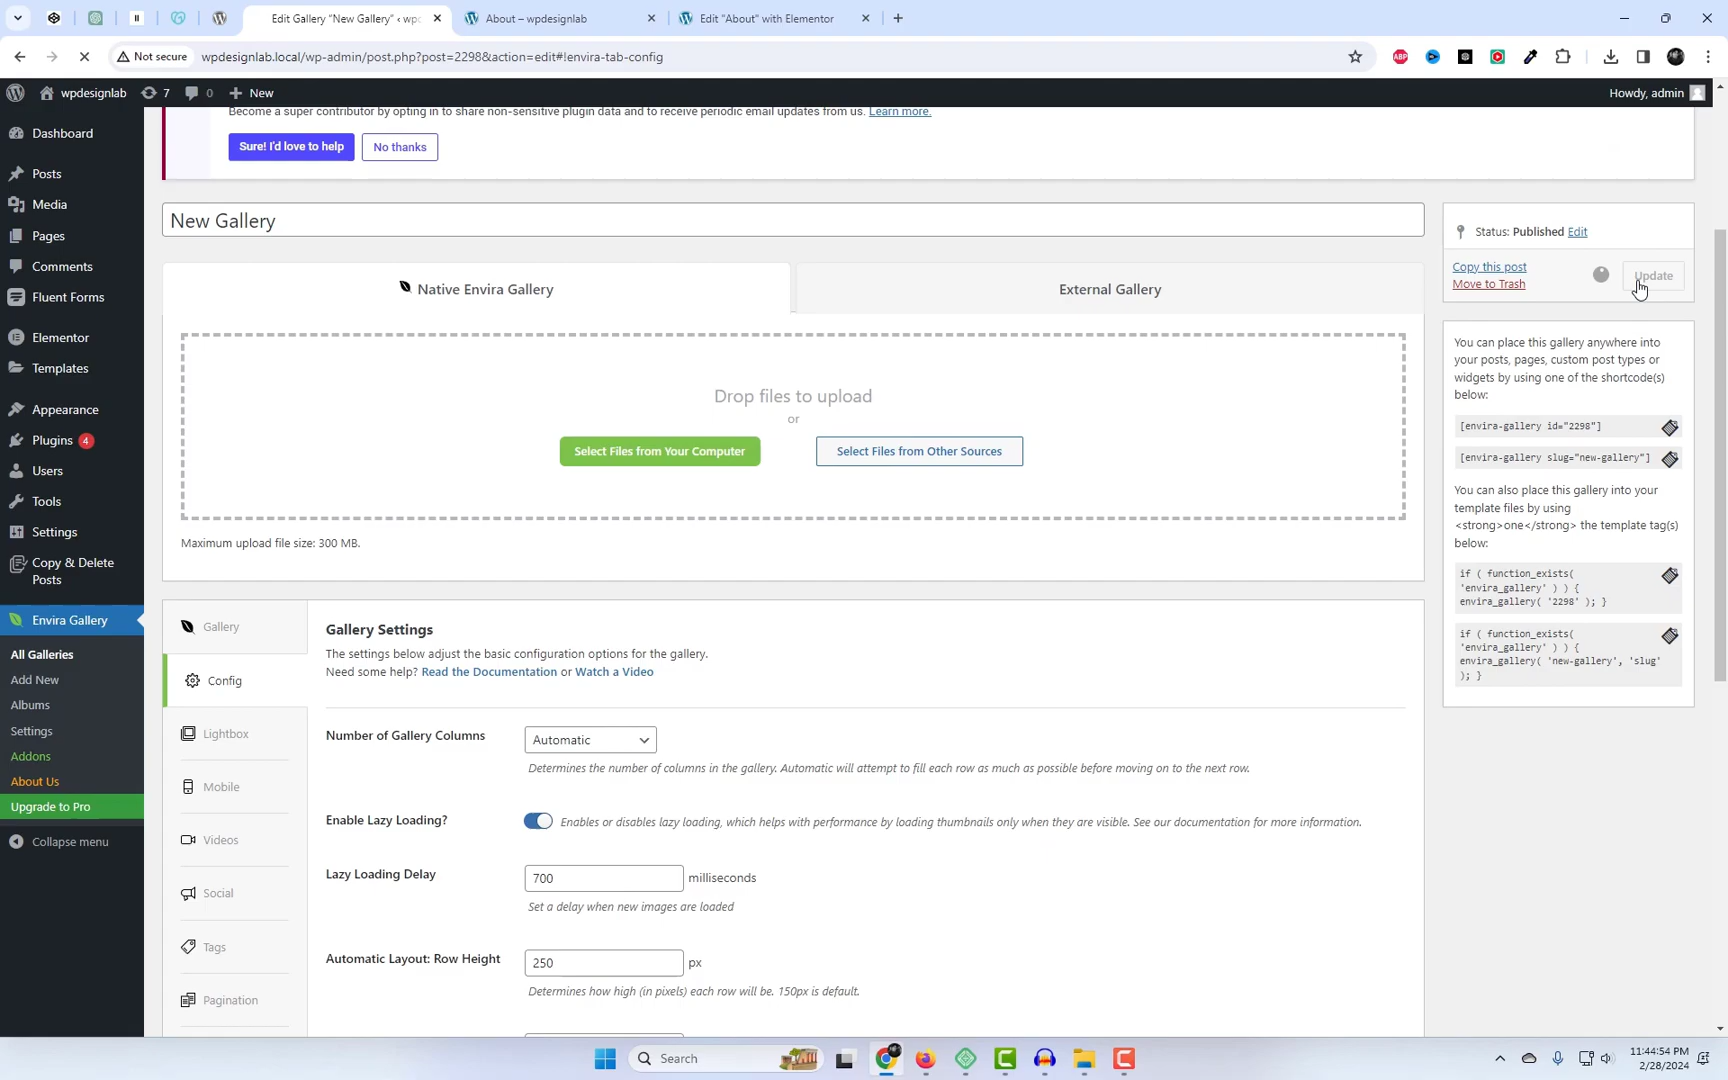 Edit Gallery “New Gallery” ‹ wpc
About – wpdesignlab
Edit "About" with Elementor
Not secure
wpdesignlab.local/wp-admin/post.php?post=2298&action=edit#!envira-tab-config
ABP
wpdesignlab
7
0
New
Howdy, admin
Become a super contributor by opting in to share non-sensitive plugin data and to receive periodic email updates from us. Learn more.
Sure! I'd love to help
No thanks
Dashboard
Posts
Media
Pages
Comments
Fluent Forms
Elementor
Templates
Appearance
Plugins 4
Users
Tools
Settings
Copy & Delete
Posts
Envira Gallery
All Galleries
Add New
Albums
Settings
Addons
About Us
Upgrade to Pro
Collapse menu
New Gallery
Native Envira Gallery
External Gallery
Drop files to upload
or
Select Files from Your Computer
Select Files from Other Sources
Maximum upload file size: 300 MB.
Gallery
Config
Lightbox
Mobile
Videos
Social
Tags
Pagination
Gallery Settings
The settings below adjust the basic configuration options for the gallery.
Need some help? Read the Documentation or Watch a Video
Number of Gallery Columns
Automatic
Determines the number of columns in the gallery. Automatic will attempt to fill each row as much as possible before moving on to the next row.
Enable Lazy Loading?
Enables or disables lazy loading, which helps with performance by loading thumbnails only when they are visible. See our documentation for more information.
Lazy Loading Delay
700
milliseconds
Set a delay when new images are loaded
Automatic Layout: Row Height
250
px
Determines how high (in pixels) each row will be. 150px is default.
Status: Published Edit
Copy this post
Move to Trash
Update
You can place this gallery anywhere into
your posts, pages, custom post types or
widgets by using one of the shortcode(s)
below:
[envira-gallery id="2298"]
[envira-gallery slug="new-gallery"]
You can also place this gallery into your
template files by using
<strong>one</strong> the template tag(s)
below:
if ( function_exists(
'envira_gallery' ) ) {
envira_gallery( '2298' ); }
if ( function_exists(
'envira_gallery' ) ) {
envira_gallery( 'new-gallery', 'slug'
); }
Search
11:44:54 PM
2/28/2024